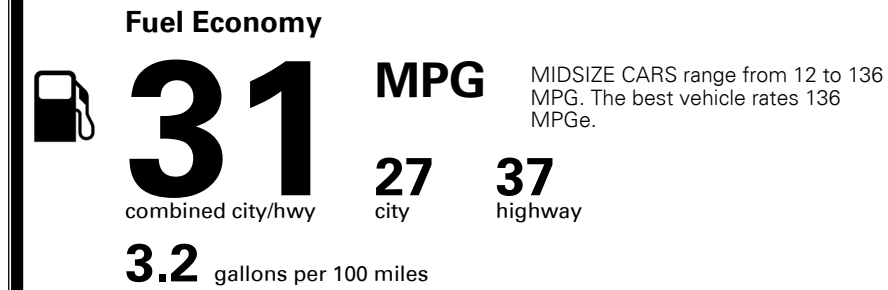 Fuel Economy
31 MPG
MIDSIZE CARS range from 12 to 136
MPG. The best vehicle rates 136
MPGe.
27 37
combined city/hwy city highway
3.2 gallons per 100 miles